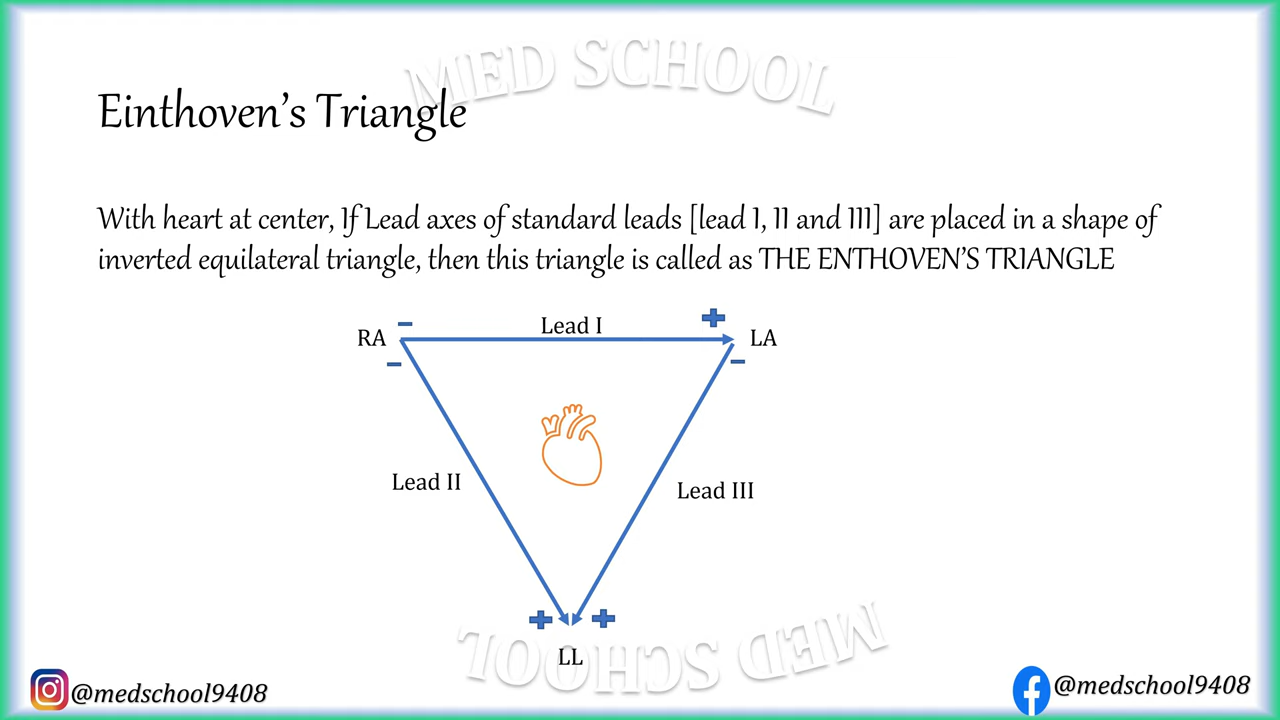 MED SCHOOL
Einthoven's Triangle
With heart at center, If Lead axes of standard leads [lead I, II and III] are placed in a shape of
inverted equilateral triangle, then this triangle is called as THE ENTHOVEN'S TRIANGLE
− Lead I +
RA LA
− −
Lead II
Lead III
+ +
LL
MED SCHOOL
@medschool9408
@medschool9408